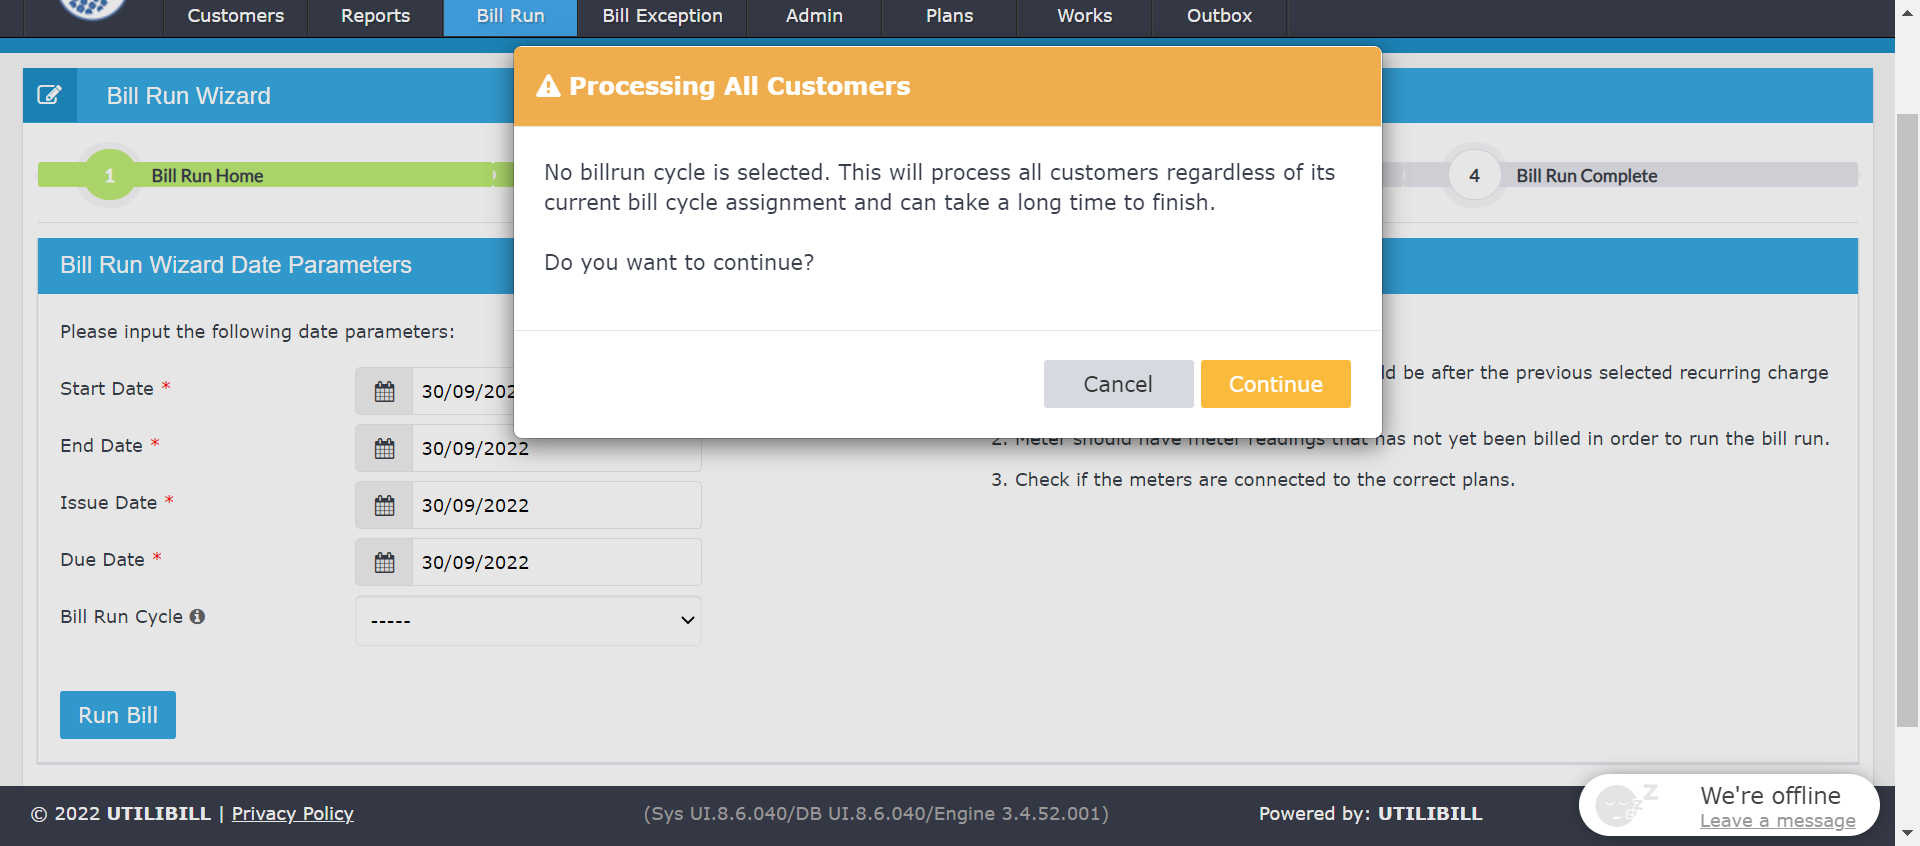 Customers Reports Bill Run Bill Exception Admin Plans Works Outbox
Bill Run Wizard
Processing All Customers
No billrun cycle is selected. This will process all customers regardless of its
current bill cycle assignment and can take a long time to finish.
Do you want to continue?
Cancel Continue
1 Bill Run Home
4 Bill Run Complete
Bill Run Wizard Date Parameters
Please input the following date parameters:
Start Date * 30/09/202
End Date * 30/09/2022
Issue Date * 30/09/2022
Due Date * 30/09/2022
Bill Run Cycle -----
Run Bill
be after the previous selected recurring charge
2. Meter should have meter readings that has not yet been billed in order to run the bill run.
3. Check if the meters are connected to the correct plans.
© 2022 UTILIBILL | Privacy Policy
(Sys UI.8.6.040/DB UI.8.6.040/Engine 3.4.52.001)
Powered by: UTILIBILL
We're offline
Leave a message